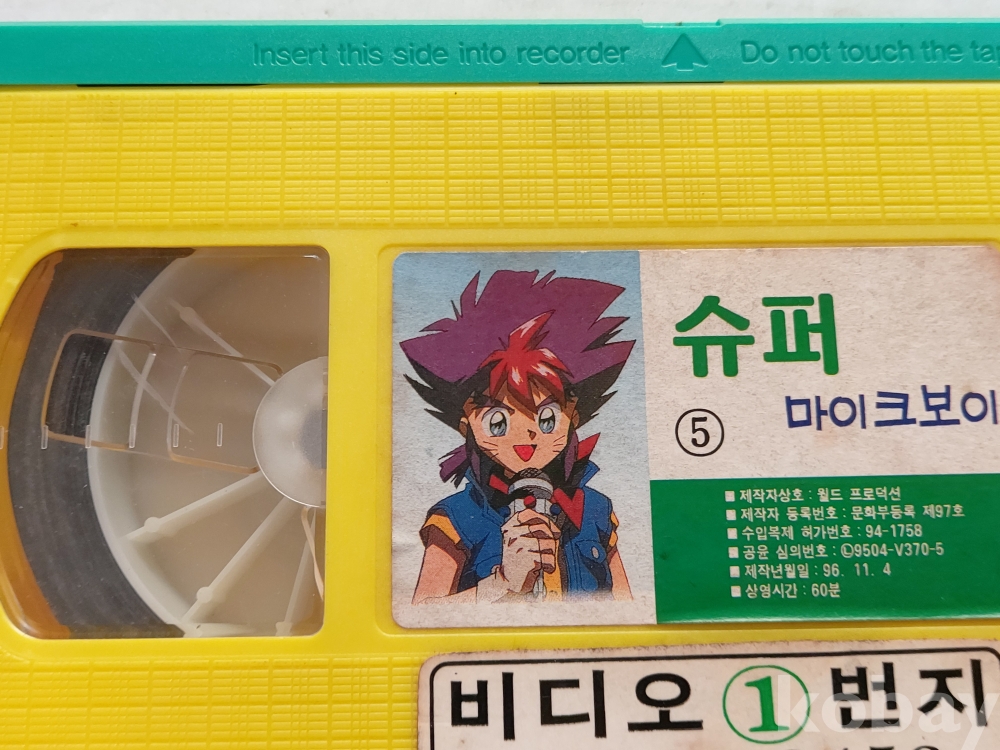 Insert this side into recorder
Do not touch the ta
슈퍼
⑤ 마이크보이
■ 제작자상호 : 월드 프로덕션
■ 제작자 등록번호 : 문화부등록 제97호
■ 수입복제 허가번호 : 94-1758
■ 공윤 심의번호 : ⓒ9504-V370-5
■ 제작년월일 : 96. 11. 4
■ 상영시간 : 60분
비디오 ① 번지
kobay